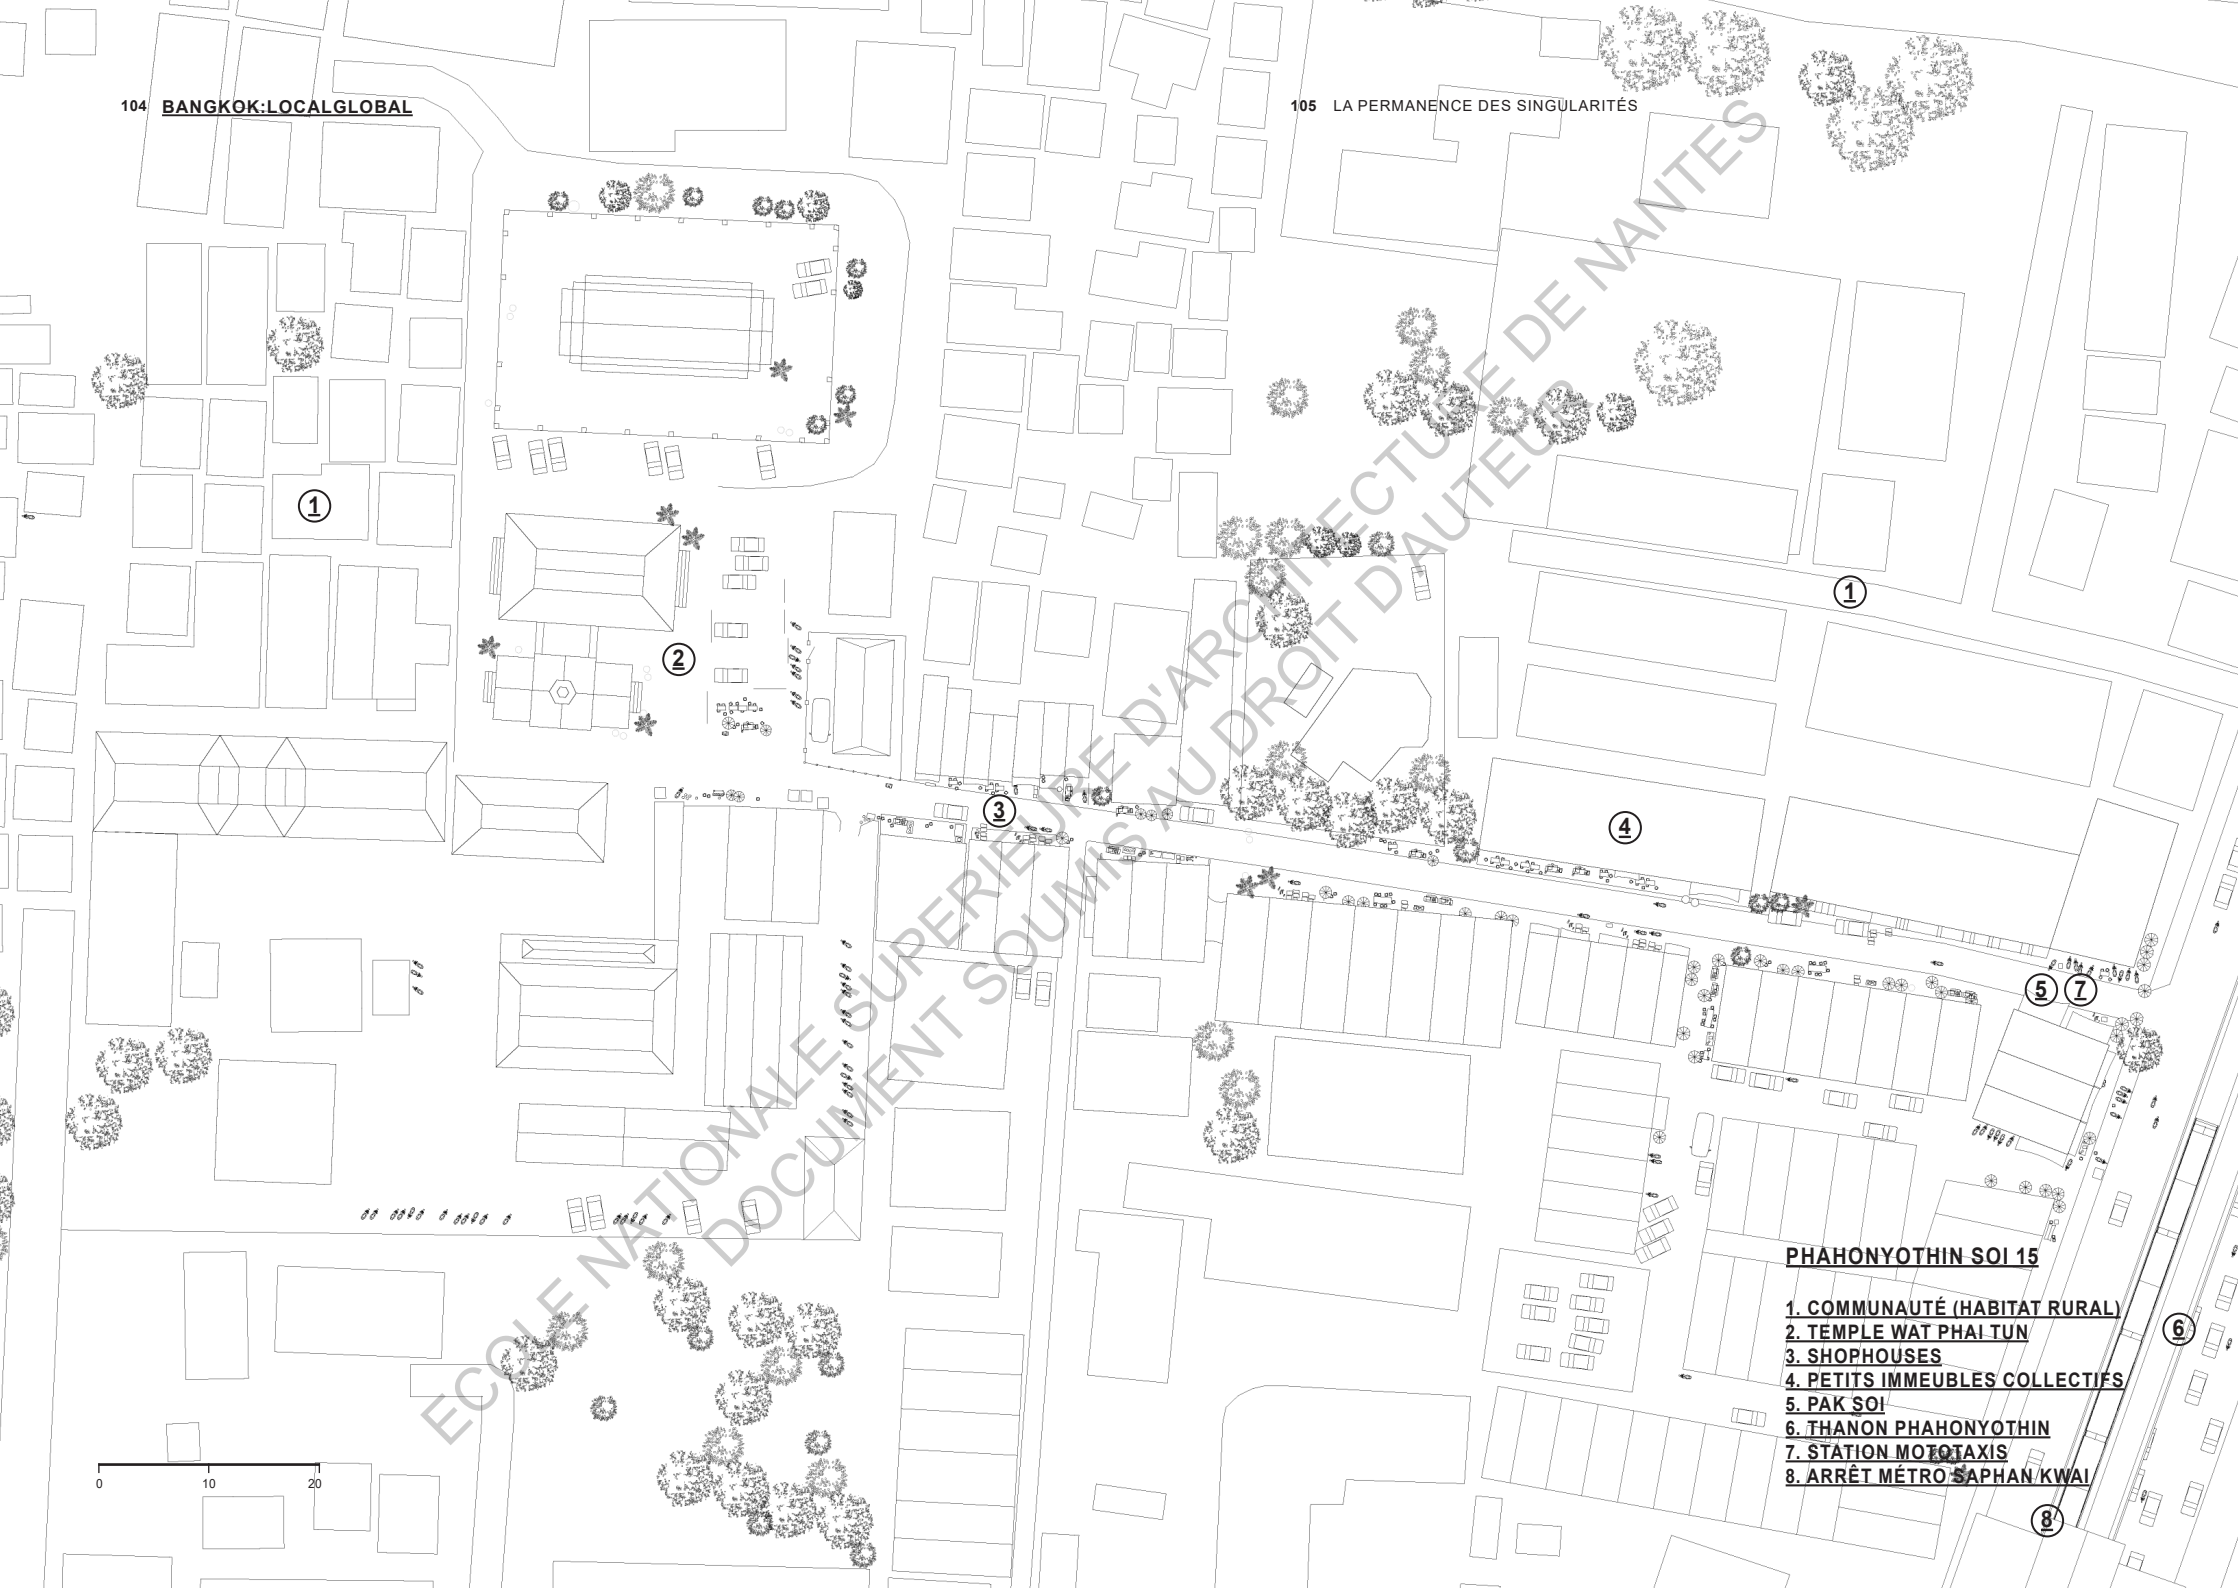 104 BANGKOK:LOCALGLOBAL
105 LA PERMANENCE DES SINGULARITÉS
1
2
3
4
1
5
7
6
8
PHAHONYOTHIN SOI 15
1. COMMUNAUTÉ (HABITAT RURAL)
2. TEMPLE WAT PHAI TUN
3. SHOPHOUSES
4. PETITS IMMEUBLES COLLECTIFS
5. PAK SOI
6. THANON PHAHONYOTHIN
7. STATION MOTOTAXIS
8. ARRÊT MÉTRO SAPHAN KWAI
0 10 20
ECOLE NATIONALE SUPERIEURE D'ARCHITECTURE DE NANTES
DOCUMENT SOUMIS AU DROIT D'AUTEUR